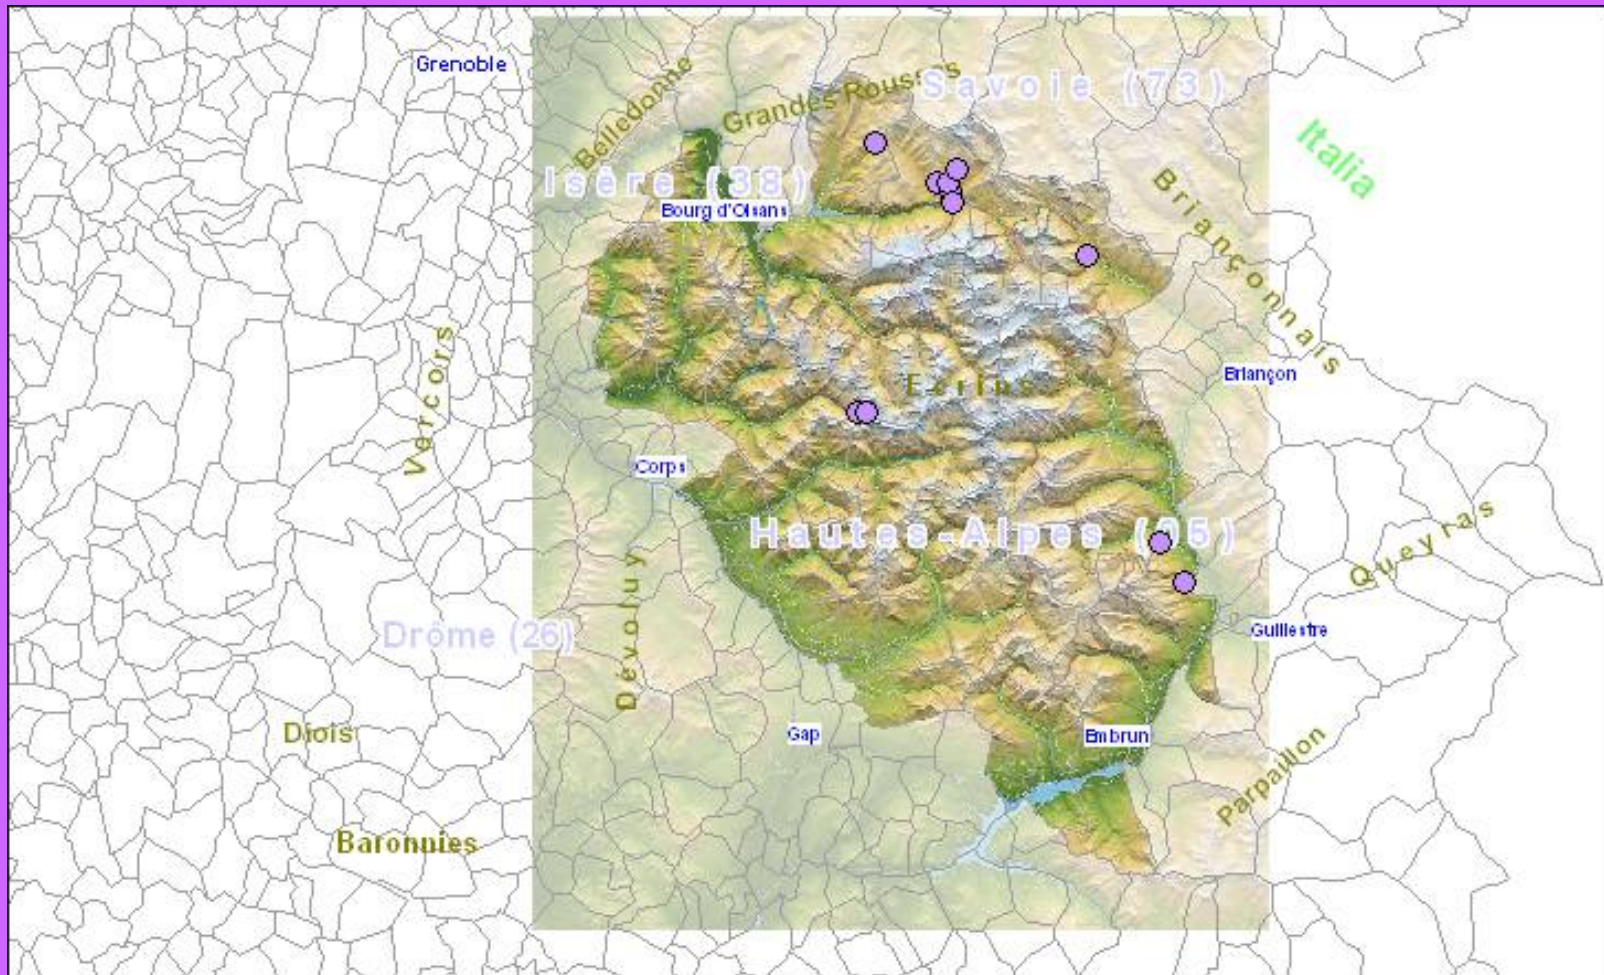 Grenoble
Belledonne
Grandes Rousses
Savoie (73)
Italia
Isère (38)
Bourg d'Oisans
Briançonnais
Vercors
Ecrins
Briançon
Corps
Hautes-Alpes (05)
Queyras
Dévoluy
Drôme (26)
Guillestre
Diois
Gap
Embrun
Parpaillon
Baronnies